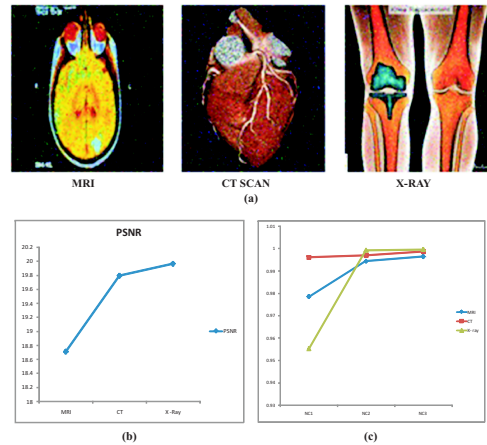 MRI
CT SCAN
X-RAY
(a)
PSNR
20.2
20
19.8
19.6
19.4
19.2
19
18.8
18.6
18.4
18.2
18
MRI
CT
X-Ray
PSNR
(b)
1.01
1
0.99
0.98
0.97
0.96
0.95
0.94
0.93
NC1
NC2
NC3
MRI
CT
X-ray
(c)